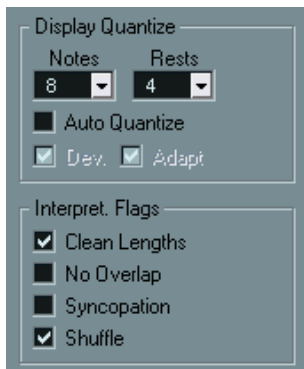 Display Quantize
Notes Rests
8 4
Auto Quantize
Dev. Adapt
Interpret. Flags
Clean Lengths
No Overlap
Syncopation
Shuffle